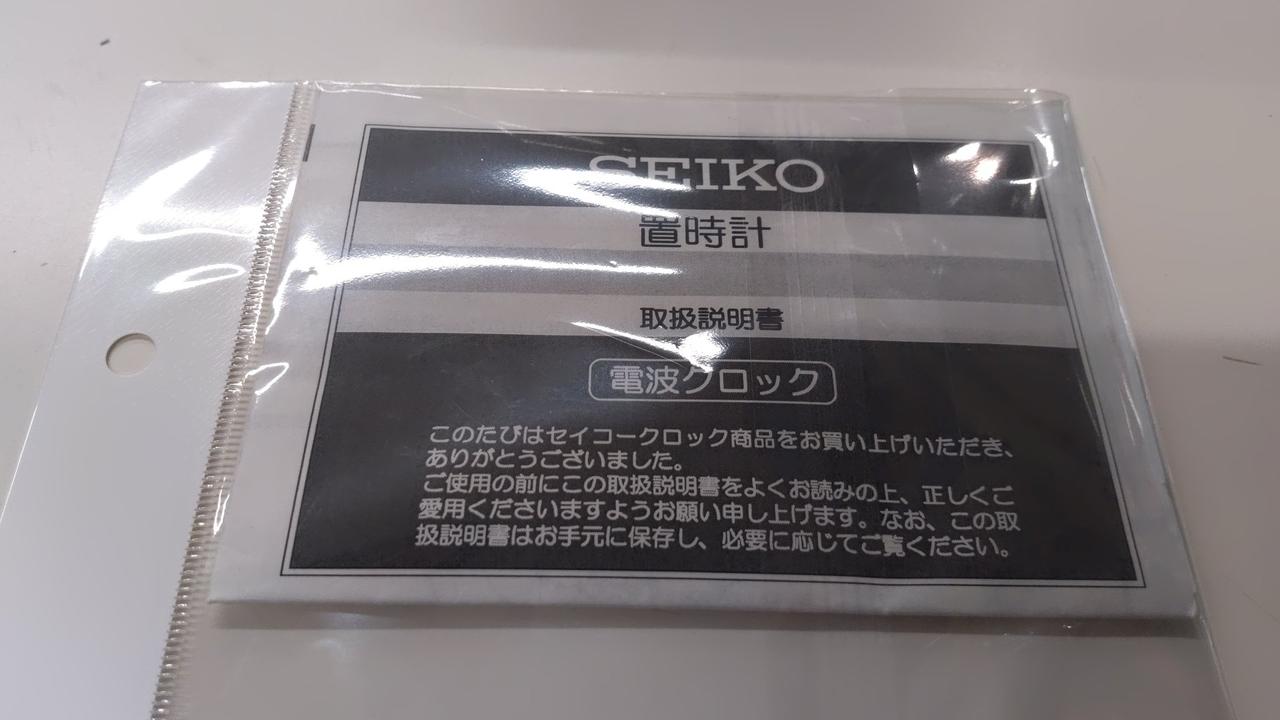 SEIKO
置時計
取扱説明書
電波クロック
このたびはセイコークロック商品をお買い上げいただき、
ありがとうございました。
ご使用の前にこの取扱説明書をよくお読みの上、正しくご
愛用くださいますようお願い申し上げます。なお、この取
扱説明書はお手元に保存し、必要に応じてご覧ください。